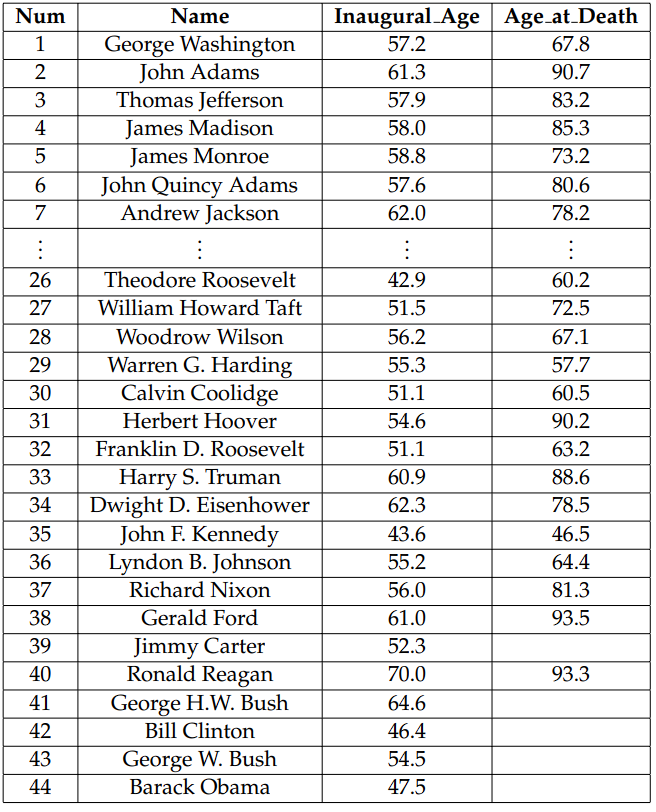 Num Name Inaugural_Age Age_at_Death
1 George Washington 57.2 67.8
2 John Adams 61.3 90.7
3 Thomas Jefferson 57.9 83.2
4 James Madison 58.0 85.3
5 James Monroe 58.8 73.2
6 John Quincy Adams 57.6 80.6
7 Andrew Jackson 62.0 78.2
⋮ ⋮ ⋮ ⋮
26 Theodore Roosevelt 42.9 60.2
27 William Howard Taft 51.5 72.5
28 Woodrow Wilson 56.2 67.1
29 Warren G. Harding 55.3 57.7
30 Calvin Coolidge 51.1 60.5
31 Herbert Hoover 54.6 90.2
32 Franklin D. Roosevelt 51.1 63.2
33 Harry S. Truman 60.9 88.6
34 Dwight D. Eisenhower 62.3 78.5
35 John F. Kennedy 43.6 46.5
36 Lyndon B. Johnson 55.2 64.4
37 Richard Nixon 56.0 81.3
38 Gerald Ford 61.0 93.5
39 Jimmy Carter 52.3
40 Ronald Reagan 70.0 93.3
41 George H.W. Bush 64.6
42 Bill Clinton 46.4
43 George W. Bush 54.5
44 Barack Obama 47.5